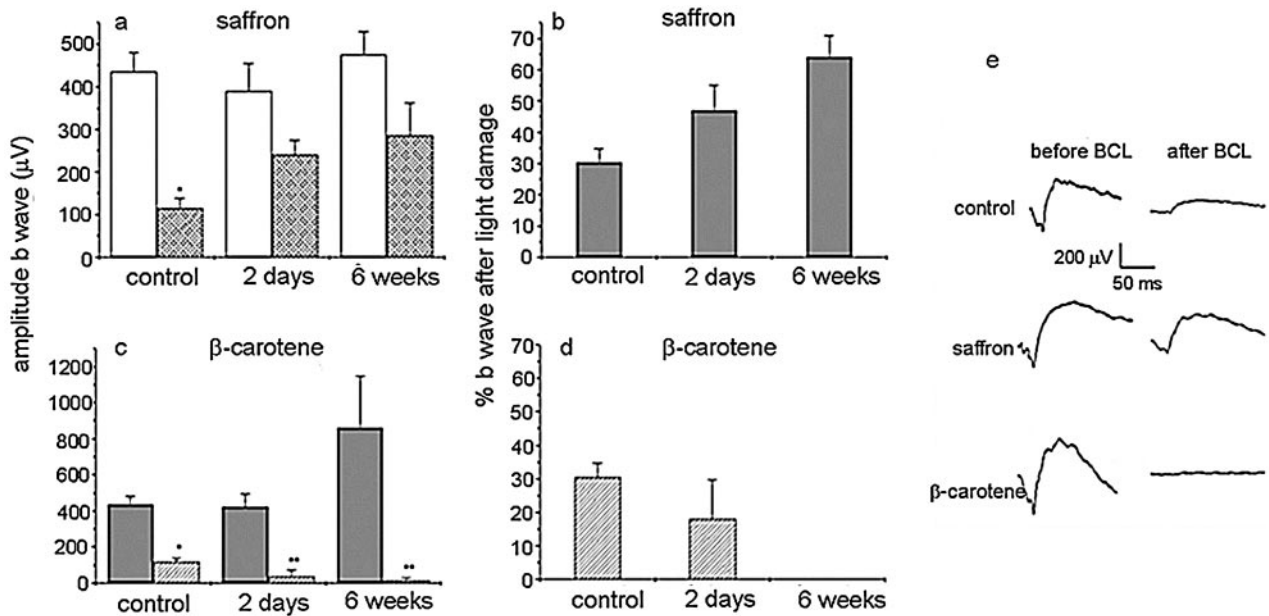 a
saffron
amplitude b wave (µV)
500
400
300
200
100
0
•
control
2 days
6 weeks
b
saffron
% b wave after light damage
70
60
50
40
30
20
10
0
control
2 days
6 weeks
c
β-carotene
1200
1000
800
600
400
200
0
•
••
••
control
2 days
6 weeks
d
β-carotene
70
60
50
40
30
20
10
0
control
2 days
6 weeks
e
before BCL
after BCL
control
200 µV
50 ms
saffron
β-carotene